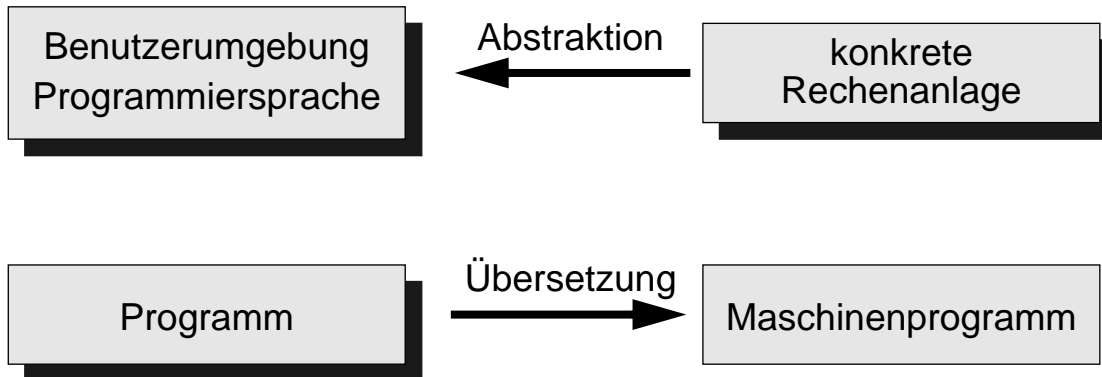 Benutzerumgebung
Programmiersprache
Abstraktion
konkrete
Rechenanlage
Programm
Übersetzung
Maschinenprogramm